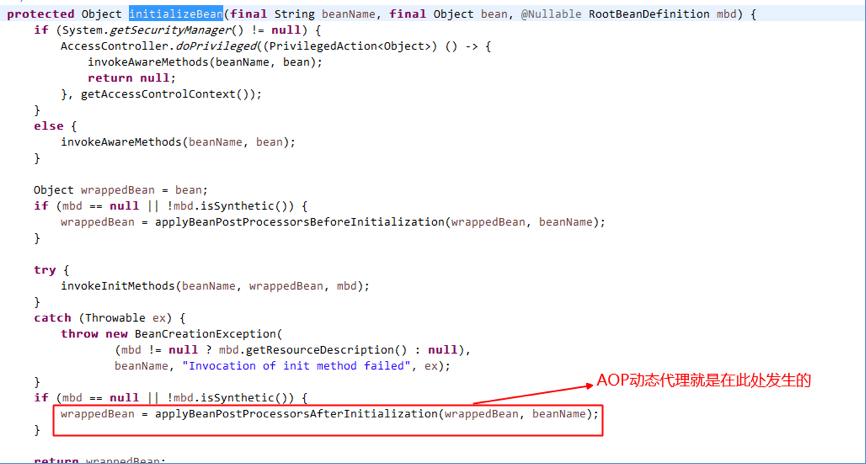 protected Object initializeBean(final String beanName, final Object bean, @Nullable RootBeanDefinition mbd) {
if (System.getSecurityManager() != null) {
AccessController.doPrivileged((PrivilegedAction<Object>) () -> {
invokeAwareMethods(beanName, bean);
return null;
}, getAccessControlContext());
}
else {
invokeAwareMethods(beanName, bean);
}
Object wrappedBean = bean;
if (mbd == null || !mbd.isSynthetic()) {
wrappedBean = applyBeanPostProcessorsBeforeInitialization(wrappedBean, beanName);
}
try {
invokeInitMethods(beanName, wrappedBean, mbd);
}
catch (Throwable ex) {
throw new BeanCreationException(
(mbd != null ? mbd.getResourceDescription() : null),
beanName, "Invocation of init method failed", ex);
}
AOP动态代理就是在此处发生的
if (mbd == null || !mbd.isSynthetic()) {
wrappedBean = applyBeanPostProcessorsAfterInitialization(wrappedBean, beanName);
}
return wrappedBean;